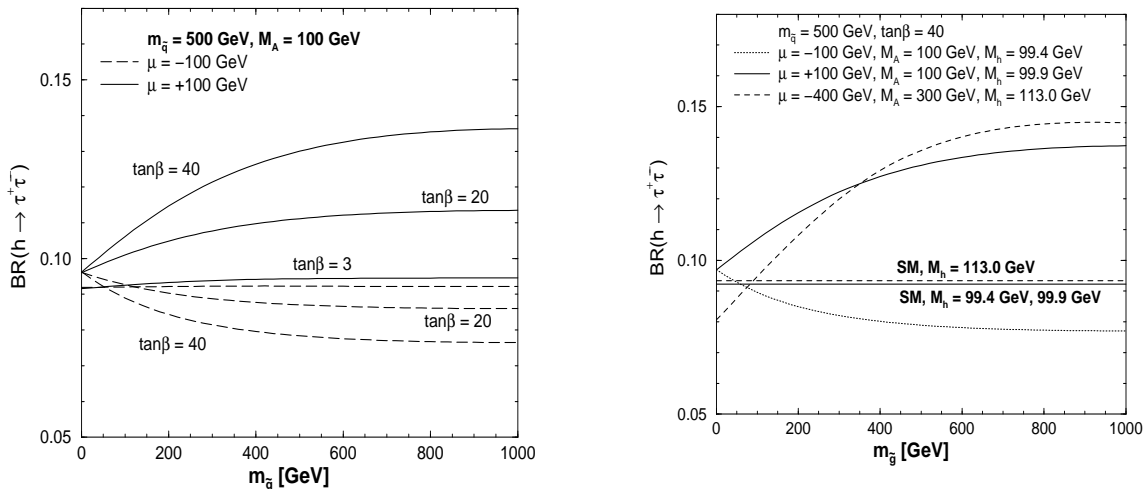 m_q̃ = 500 GeV, M_A = 100 GeV
μ = −100 GeV
μ = +100 GeV
0.15
0.10
0.05
BR(h → τ⁺τ⁻)
tanβ = 40
tanβ = 20
tanβ = 3
tanβ = 20
tanβ = 40
0 200 400 600 800 1000
m_g̃ [GeV]
m_q̃ = 500 GeV, tanβ = 40
μ = −100 GeV, M_A = 100 GeV, M_h = 99.4 GeV
μ = +100 GeV, M_A = 100 GeV, M_h = 99.9 GeV
μ = −400 GeV, M_A = 300 GeV, M_h = 113.0 GeV
0.15
0.10
0.05
BR(h → τ⁺τ⁻)
SM, M_h = 113.0 GeV
SM, M_h = 99.4 GeV, 99.9 GeV
0 200 400 600 800 1000
m_g̃ [GeV]